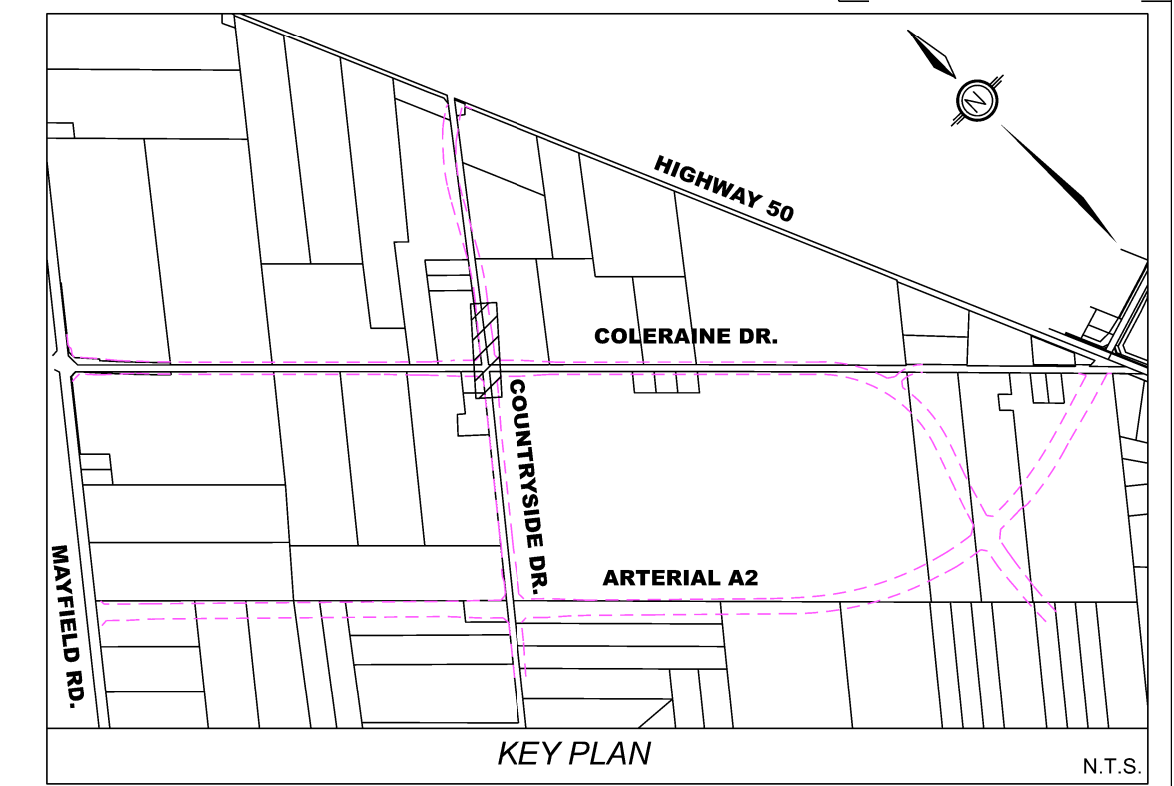 N
HIGHWAY 50
COLERAINE DR.
COUNTRYSIDE DR.
ARTERIAL A2
MAYFIELD RD.
KEY PLAN
N.T.S.